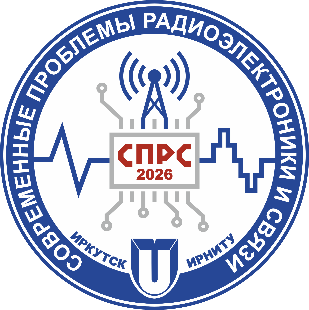 СОВРЕМЕННЫЕ ПРОБЛЕМЫ РАДИОЭЛЕКТРОНИКИ И СВЯЗИ
СПРС
2026
ИРКУТСК
ИРНИТУ